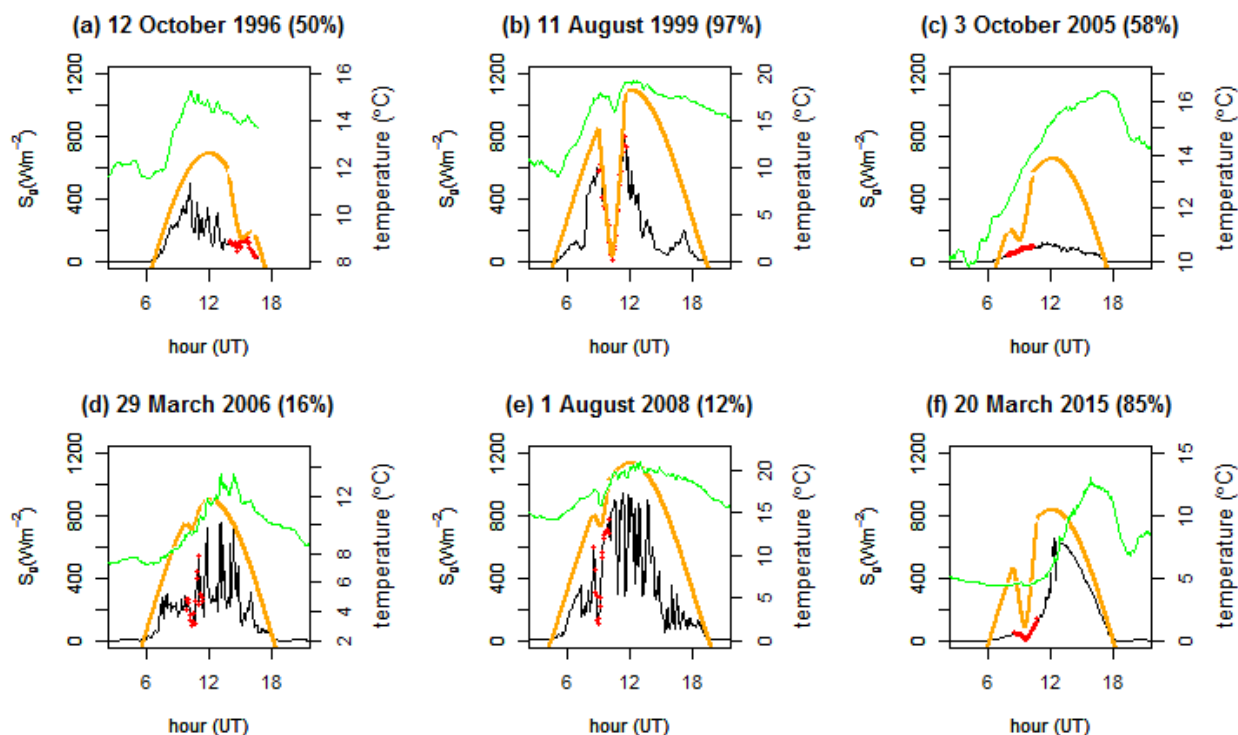 (a) 12 October 1996 (50%)
(b) 11 August 1999 (97%)
(c) 3 October 2005 (58%)
Sg(Wm−2)
0 400 800 1200
temperature (°C)
8 10 12 14 16
6 12 18
hour (UT)
Sg(Wm−2)
0 400 800 1200
temperature (°C)
0 5 10 15 20
6 12 18
hour (UT)
Sg(Wm−2)
0 400 800 1200
temperature (°C)
10 12 14 16
6 12 18
hour (UT)
(d) 29 March 2006 (16%)
(e) 1 August 2008 (12%)
(f) 20 March 2015 (85%)
Sg(Wm−2)
0 400 800 1200
temperature (°C)
2 4 6 8 10 12
6 12 18
hour (UT)
Sg(Wm−2)
0 400 800 1200
temperature (°C)
0 5 10 15 20
6 12 18
hour (UT)
Sg(Wm−2)
0 400 800 1200
temperature (°C)
0 5 10 15
6 12 18
hour (UT)